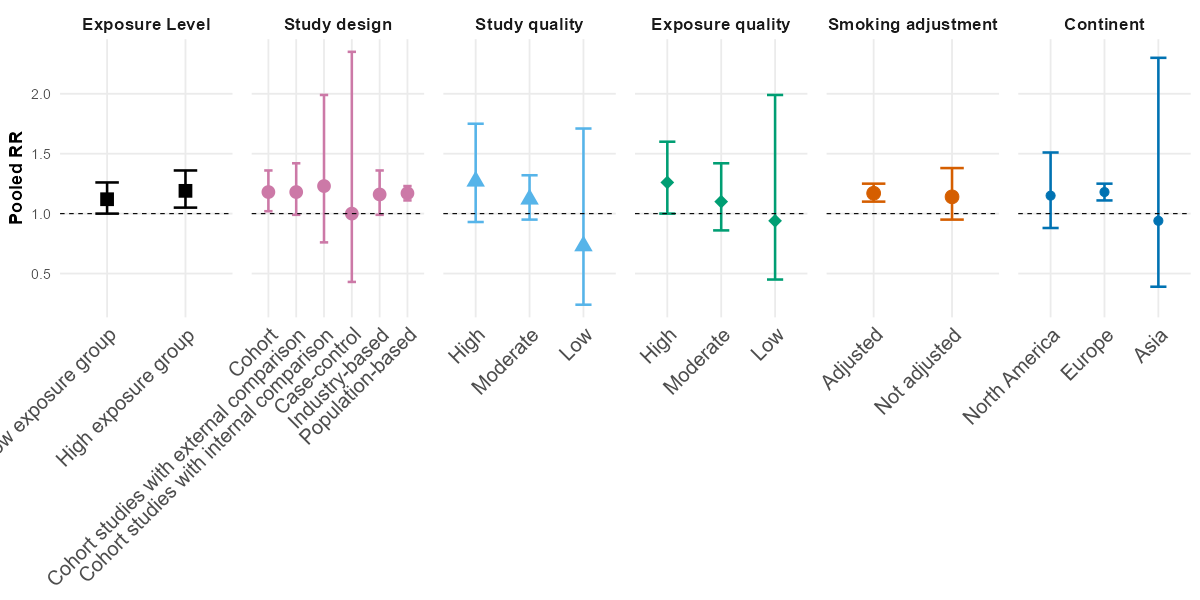 Exposure Level
Study design
Study quality
Exposure quality
Smoking adjustment
Continent
Pooled RR
2.0
1.5
1.0
0.5
exposure group
High exposure group
Cohort
Cohort studies with external comparison
Cohort studies with internal comparison
Case-control
Industry-based
Population-based
High
Moderate
Low
High
Moderate
Low
Adjusted
Not adjusted
North America
Europe
Asia